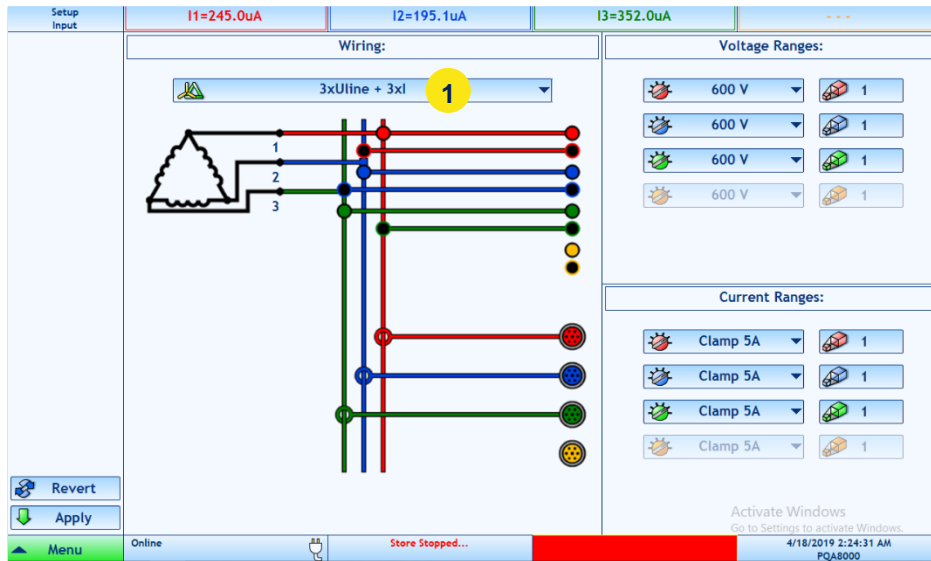 Setup
Input
I1=245.0uA
I2=195.1uA
I3=352.0uA
- - -
Wiring:
3xUline + 3xI
1
1
2
3
Voltage Ranges:
600 V 1
600 V 1
600 V 1
600 V 1
Current Ranges:
Clamp 5A 1
Clamp 5A 1
Clamp 5A 1
Clamp 5A 1
Revert
Apply
Activate Windows
Go to Settings to activate Windows.
Menu
Online
Store Stopped...
4/18/2019 2:24:31 AM
PQA8000